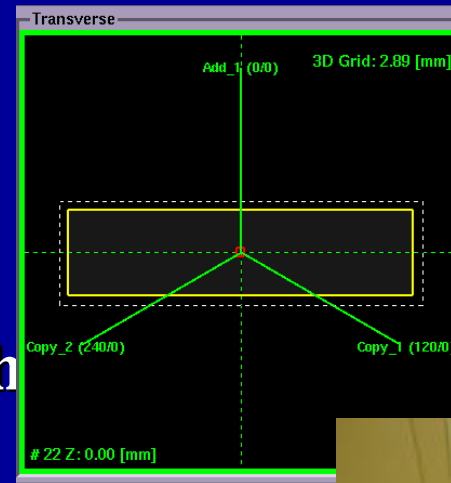 Transverse
Add_1 (0/0)
3D Grid: 2.89 [mm]
Copy_2 (240/0)
Copy_1 (120/0
h
# 22 Z: 0.00 [mm]